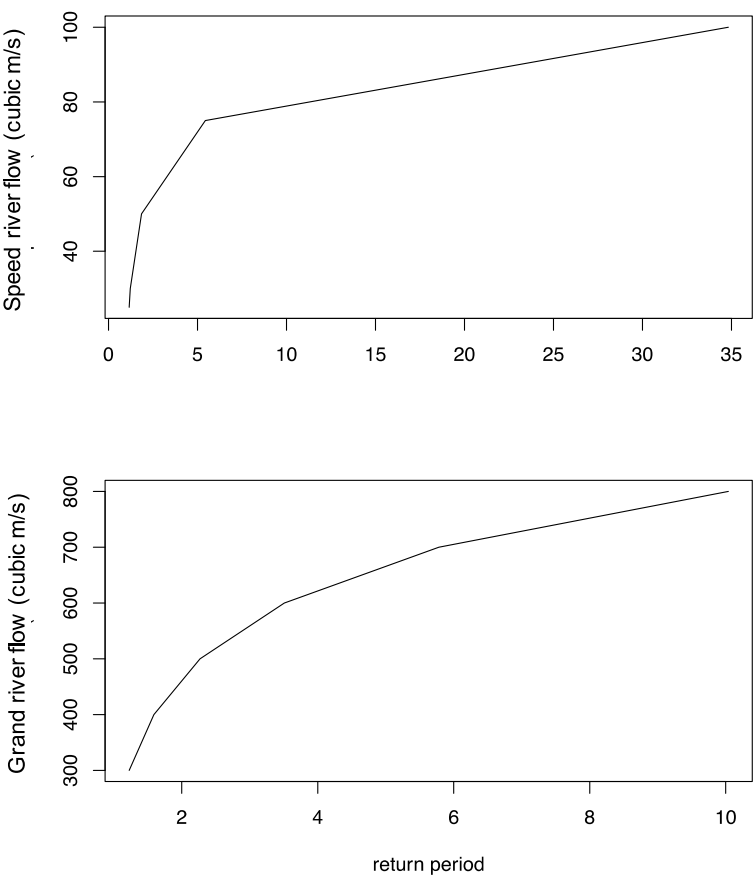 Speed river flow (cubic m/s)
100
80
60
40
0 5 10 15 20 25 30 35
Grand river flow (cubic m/s)
800
700
600
500
400
300
2 4 6 8 10
return period